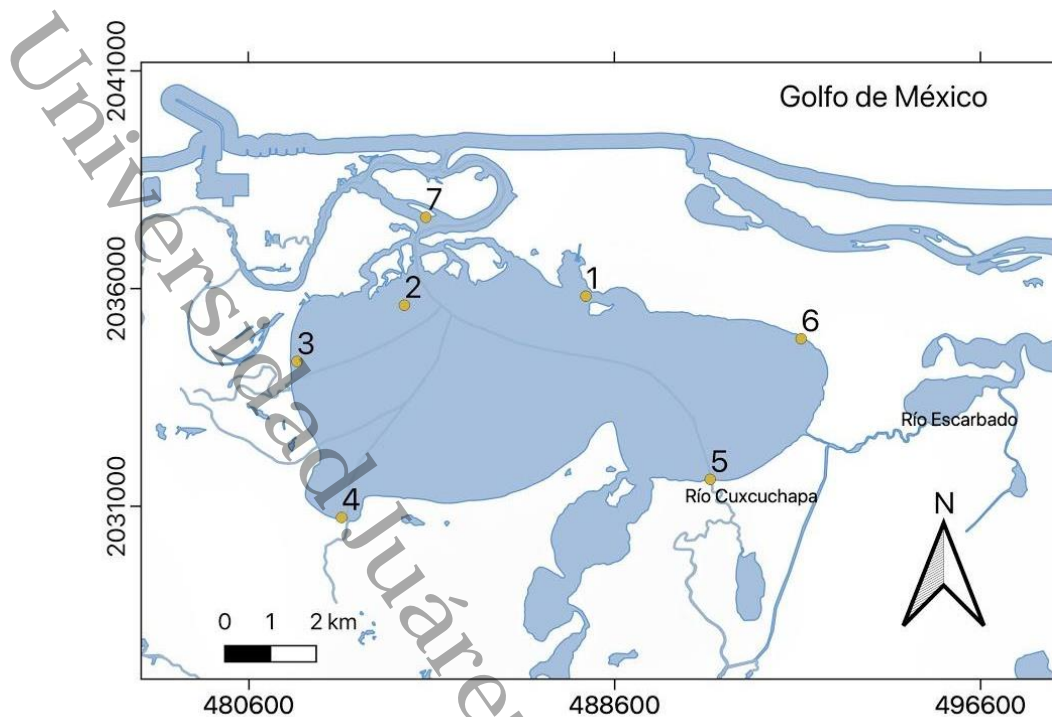 Universidad Juáre
2041000
Golfo de México
7
2036000
2
1
6
3
Río Escarbado
5
Río Cuxcuchapa
4
2031000
N
0 1 2 km
480600 488600 496600